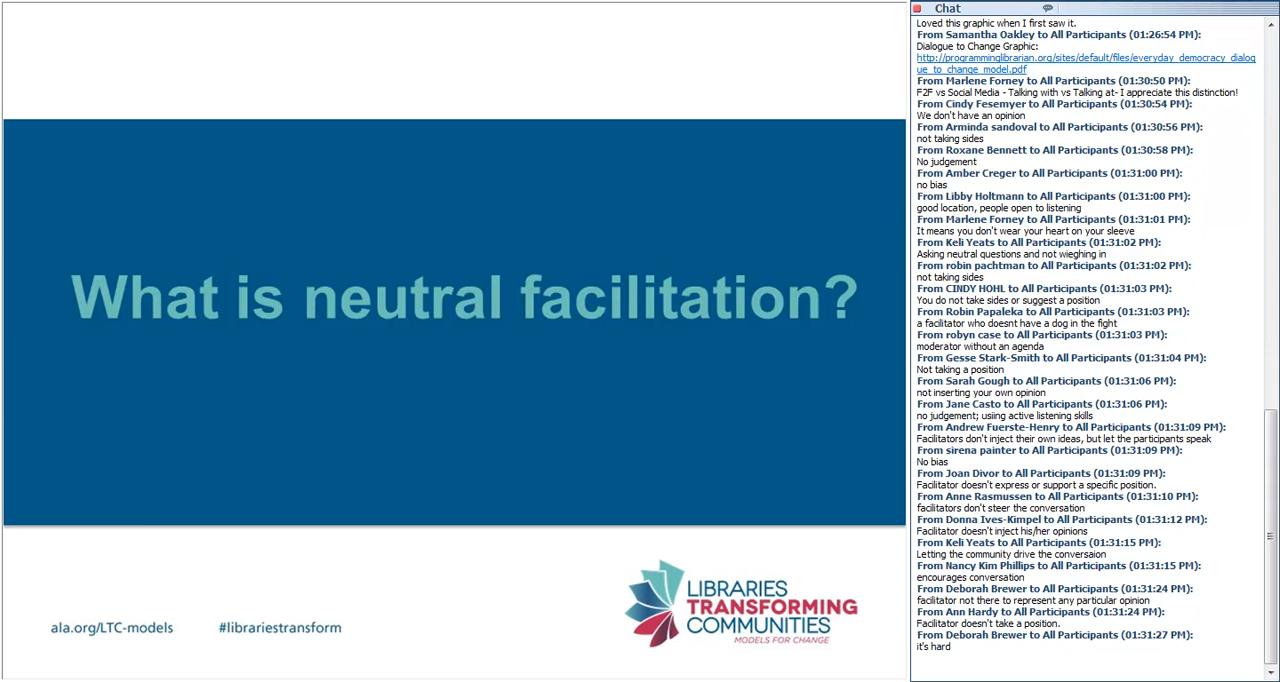 What is neutral facilitation?
ala.org/LTC-models
#librariestransform
LIBRARIES
TRANSFORMING
COMMUNITIES
MODELS FOR CHANGE
Chat
Loved this graphic when I first saw it.
From Samantha Oakley to All Participants (01:26:54 PM):
Dialogue to Change Graphic:
http://programminglibrarian.org/sites/default/files/everyday_democracy_dialog
ue_to_change_model.pdf
From Marlene Forney to All Participants (01:30:50 PM):
F2F vs Social Media - Talking with vs Talking at- I appreciate this distinction!
From Cindy Fesemyer to All Participants (01:30:54 PM):
We don't have an opinion
From Arminda sandoval to All Participants (01:30:56 PM):
not taking sides
From Roxane Bennett to All Participants (01:30:58 PM):
No judgement
From Amber Creger to All Participants (01:31:00 PM):
no bias
From Libby Holtmann to All Participants (01:31:00 PM):
good location, people open to listening
From Marlene Forney to All Participants (01:31:01 PM):
It means you don't wear your heart on your sleeve
From Keli Yeats to All Participants (01:31:02 PM):
Asking neutral questions and not wieghing in
From robin pachtman to All Participants (01:31:02 PM):
not taking sides
From CINDY HOHL to All Participants (01:31:03 PM):
You do not take sides or suggest a position
From Robin Papaleka to All Participants (01:31:03 PM):
a facilitator who doesnt have a dog in the fight
From robyn case to All Participants (01:31:03 PM):
moderator without an agenda
From Gesse Stark-Smith to All Participants (01:31:04 PM):
Not taking a position
From Sarah Gough to All Participants (01:31:06 PM):
not inserting your own opinion
From Jane Casto to All Participants (01:31:06 PM):
no judgement; usiing active listening skills
From Andrew Fuerste-Henry to All Participants (01:31:09 PM):
Facilitators don't inject their own ideas, but let the participants speak
From sirena painter to All Participants (01:31:09 PM):
No bias
From Joan Divor to All Participants (01:31:09 PM):
Facilitator doesn't express or support a specific position.
From Anne Rasmussen to All Participants (01:31:10 PM):
facilitators don't steer the conversation
From Donna Ives-Kimpel to All Participants (01:31:12 PM):
Facilitator doesn't inject his/her opinions
From Keli Yeats to All Participants (01:31:15 PM):
Letting the community drive the conversaion
From Nancy Kim Phillips to All Participants (01:31:15 PM):
encourages conversation
From Deborah Brewer to All Participants (01:31:24 PM):
facilitator not there to represent any particular opinion
From Ann Hardy to All Participants (01:31:24 PM):
Facilitator doesn't take a position.
From Deborah Brewer to All Participants (01:31:27 PM):
it's hard